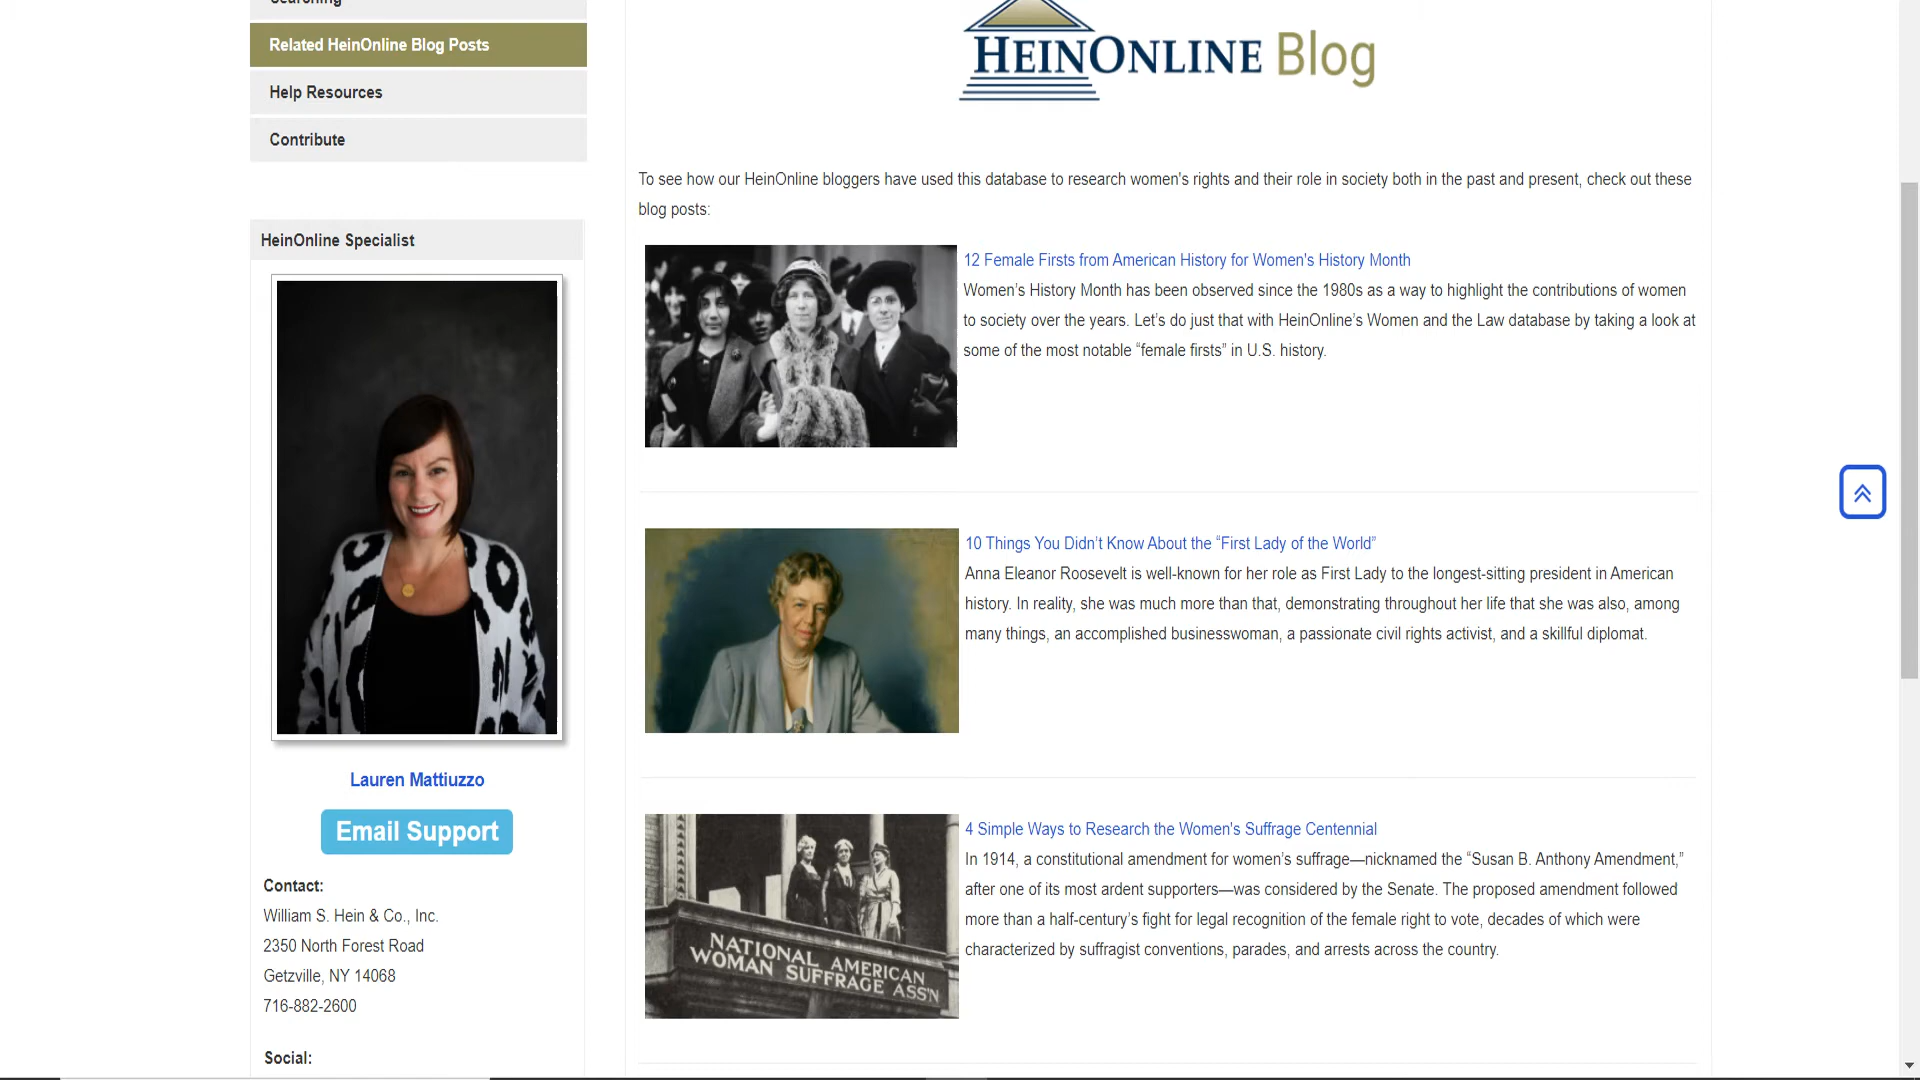 Searching
Related HeinOnline Blog Posts
Help Resources
Contribute
HeinOnline Specialist
Lauren Mattiuzzo
Email Support
Contact:
William S. Hein & Co., Inc.
2350 North Forest Road
Getzville, NY 14068
716-882-2600
Social:
HEINONLINE Blog
To see how our HeinOnline bloggers have used this database to research women's rights and their role in society both in the past and present, check out these
blog posts:
12 Female Firsts from American History for Women's History Month
Women’s History Month has been observed since the 1980s as a way to highlight the contributions of women
to society over the years. Let’s do just that with HeinOnline’s Women and the Law database by taking a look at
some of the most notable “female firsts” in U.S. history.
10 Things You Didn’t Know About the “First Lady of the World”
Anna Eleanor Roosevelt is well-known for her role as First Lady to the longest-sitting president in American
history. In reality, she was much more than that, demonstrating throughout her life that she was also, among
many things, an accomplished businesswoman, a passionate civil rights activist, and a skillful diplomat.
NATIONAL AMERICAN
WOMAN SUFFRAGE ASS'N
4 Simple Ways to Research the Women's Suffrage Centennial
In 1914, a constitutional amendment for women’s suffrage—nicknamed the “Susan B. Anthony Amendment,”
after one of its most ardent supporters—was considered by the Senate. The proposed amendment followed
more than a half-century’s fight for legal recognition of the female right to vote, decades of which were
characterized by suffragist conventions, parades, and arrests across the country.